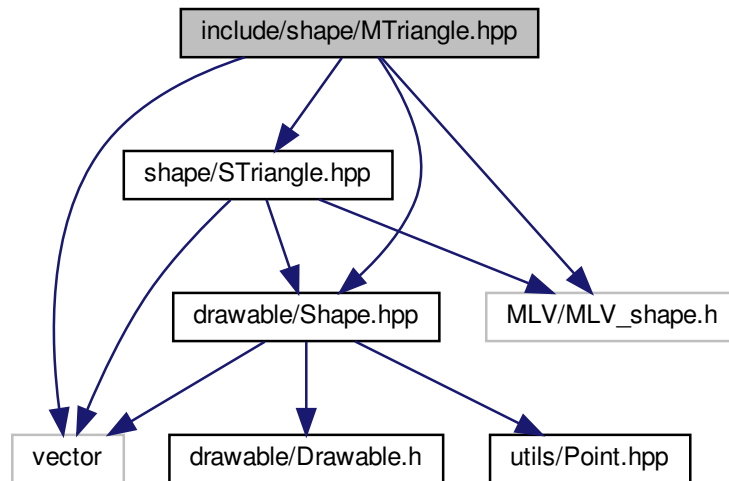 include/shape/MTriangle.hpp
shape/STriangle.hpp
drawable/Shape.hpp
MLV/MLV_shape.h
vector
drawable/Drawable.h
utils/Point.hpp